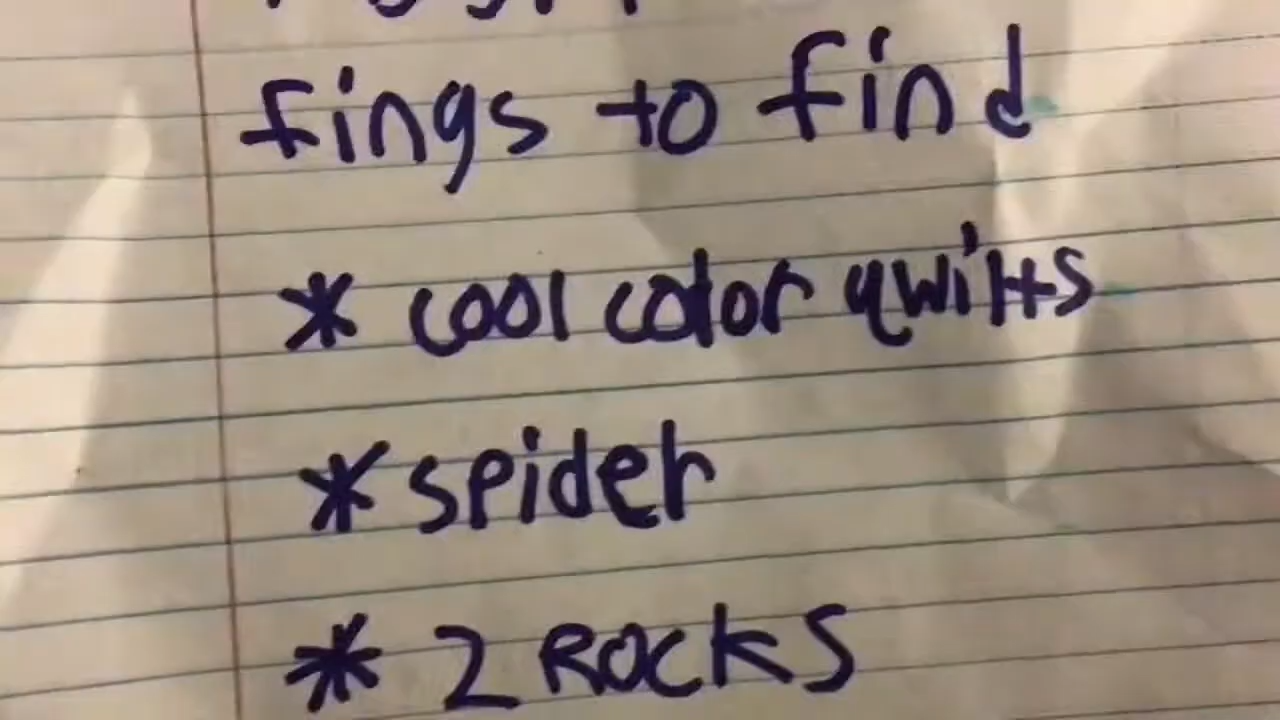 fings to find
* cool color qwilts
* spider
* 2 Rocks